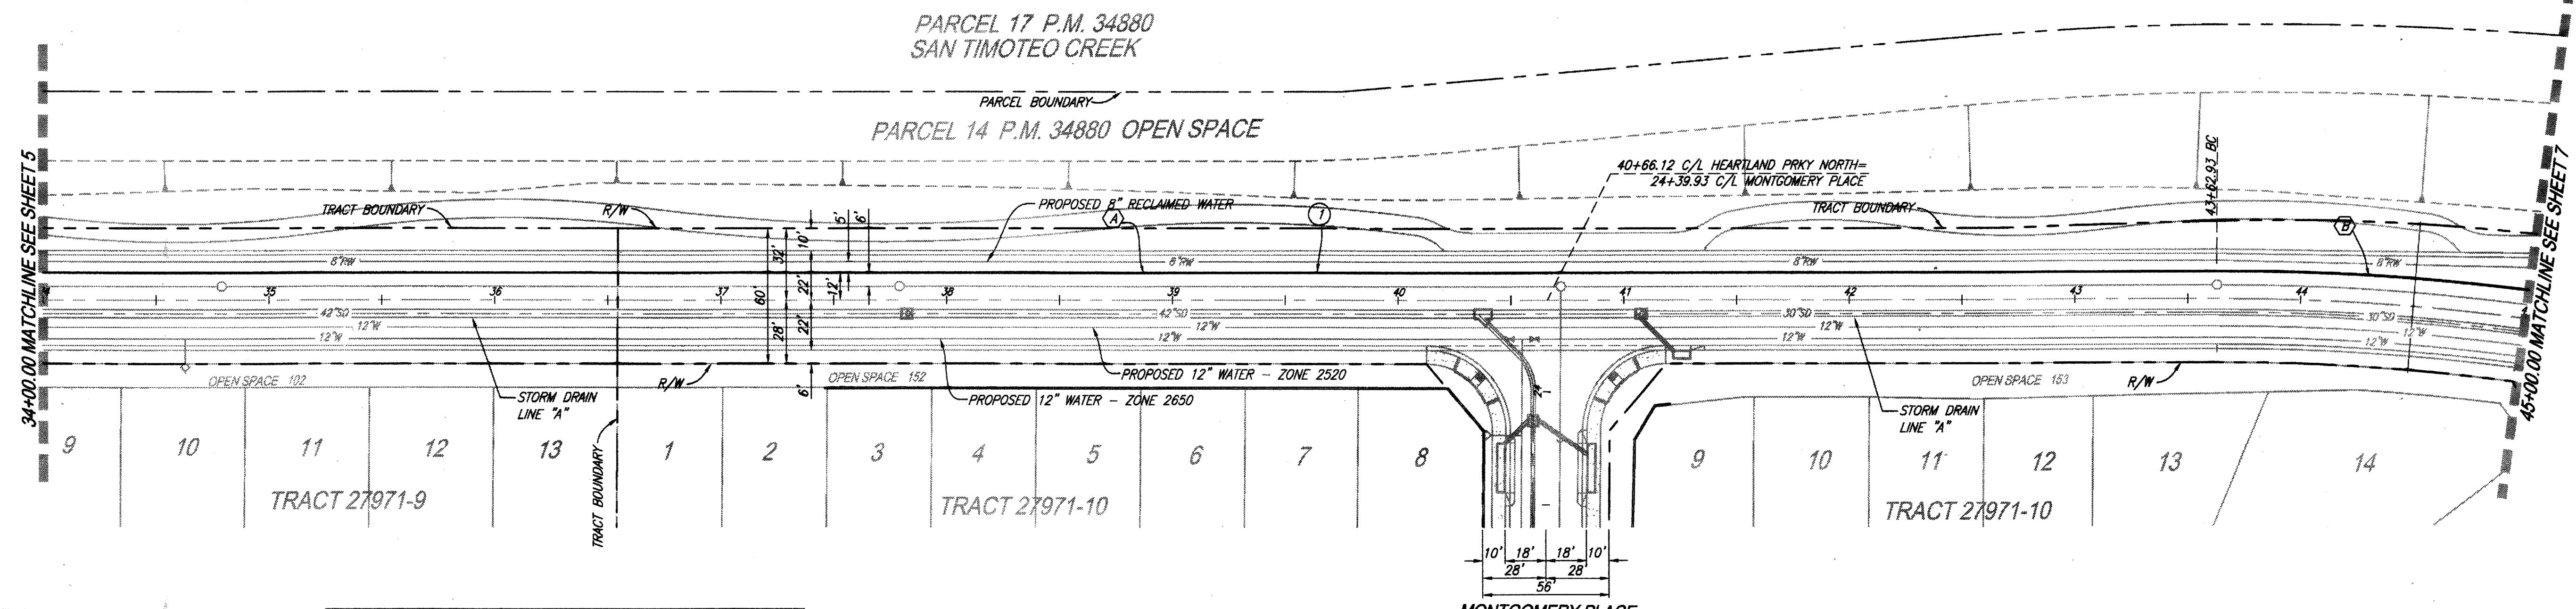 PARCEL 17 P.M. 34880
SAN TIMOTEO CREEK
PARCEL BOUNDARY
PARCEL 14 P.M. 34880 OPEN SPACE
34+00.00 MATCHLINE SEE SHEET 5
45+00.00 MATCHLINE SEE SHEET 7
40+66.12 C/L HEARTLAND PRKY NORTH=
24+39.93 C/L MONTGOMERY PLACE
43+62.93 BC
TRACT BOUNDARY
R/W
PROPOSED 8" RECLAIMED WATER
A
1
TRACT BOUNDARY
B
5'
6'
10'
32'
22'
12'
60'
28'
22'
6'
8"RW
8"RW
8"RW
8"RW
35
36
37
38
39
40
41
42
43
44
42"SD
42"SD
30"SD
30"SD
12"W
12"W
12"W
12"W
12"W
12"W
12"W
12"W
OPEN SPACE 102
R/W
OPEN SPACE 152
PROPOSED 12" WATER - ZONE 2520
PROPOSED 12" WATER - ZONE 2650
OPEN SPACE 153
R/W
STORM DRAIN
LINE "A"
STORM DRAIN
LINE "A"
24
9
10
11
12
13
1
2
3
4
5
6
7
8
9
10
11
12
13
14
TRACT BOUNDARY
TRACT 27971-9
TRACT 27971-10
TRACT 27971-10
10'
18'
18'
10'
28'
28'
56'
MONTGOMERY PLACE